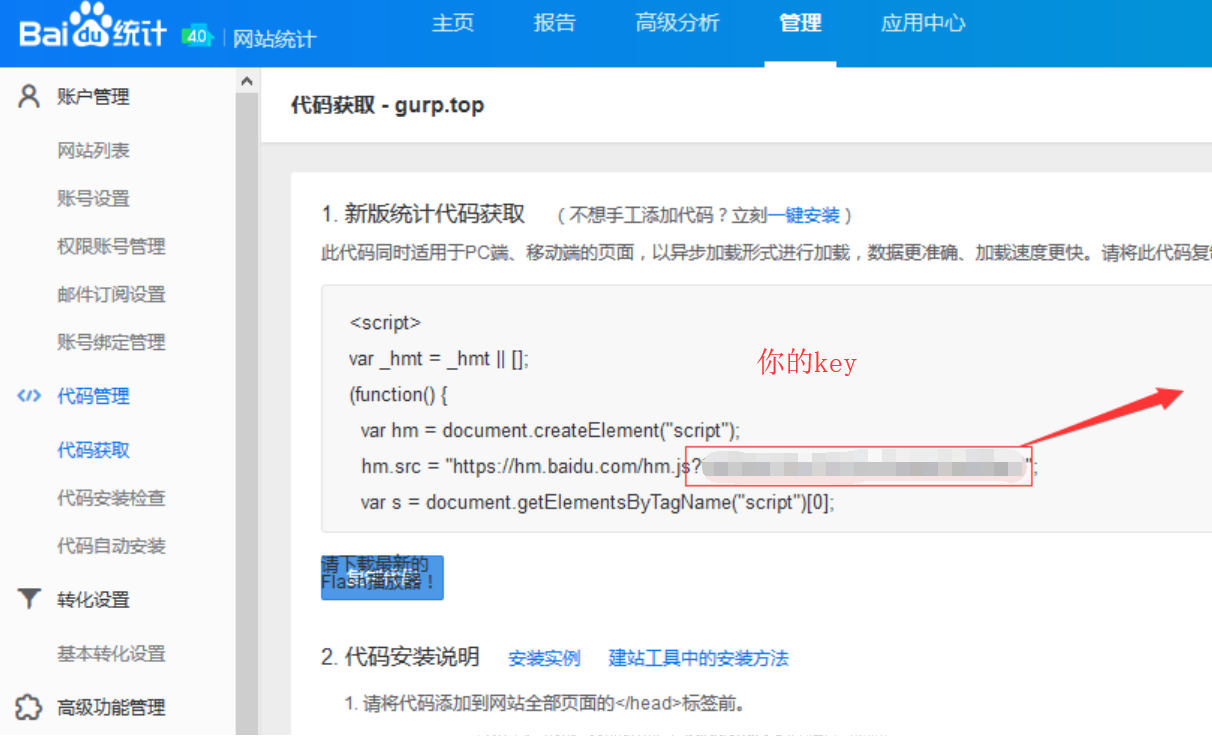 Bai du 统计 4.0 网站统计
主页 报告 高级分析 管理 应用中心
账户管理
网站列表
账号设置
权限账号管理
邮件订阅设置
账号绑定管理
代码管理
代码获取
代码安装检查
代码自动安装
转化设置
基本转化设置
高级功能管理
代码获取 - gurp.top
1. 新版统计代码获取 （不想手工添加代码？立刻一键安装）
此代码同时适用于PC端、移动端的页面，以异步加载形式进行加载，数据更准确、加载速度更快。请将此代码复制
<script>
var _hmt = _hmt || [];
(function() {
var hm = document.createElement("script");
hm.src = "https://hm.baidu.com/hm.js?";
var s = document.getElementsByTagName("script")[0];
你的key
请下载最新的
Flash播放器！
2. 代码安装说明 安装实例 建站工具中的安装方法
1. 请将代码添加到网站全部页面的</head>标签前。